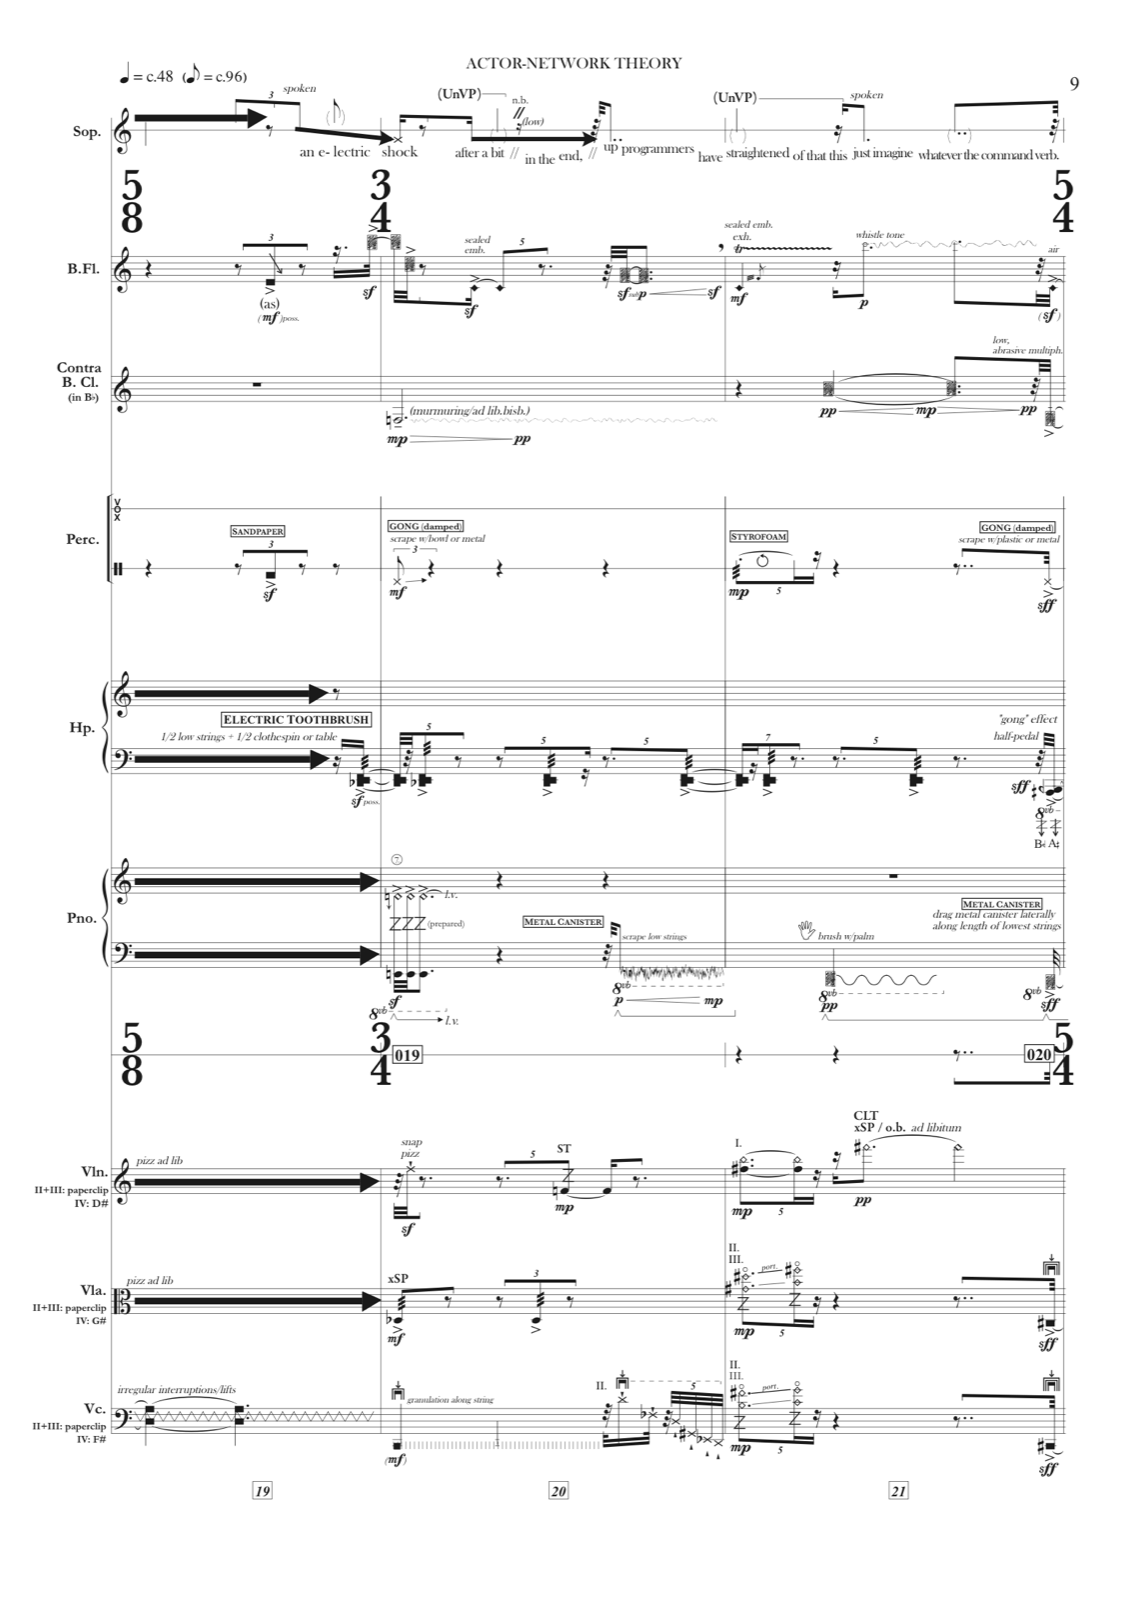 ACTOR-NETWORK THEORY
9
= c.48 ( = c.96)
(UnVP)
n.b.
(low)
(UnVP)
spoken
3
spoken
Sop.
an e- lectric shock after a bit // in the end, // up programmers have straightened of that this just imagine whatever the command verb.
5 8
3 4
5 4
B.Fl.
3
(as)
(mf)poss.
sf
sealed emb.
5
sf
sf sub p
sf
sealed emb.
exh.
tr
mf
whistle tone
p
air
(sf)
Contra
B. Cl.
(in B♭)
(murmuring/ad lib.bisb.)
mp
pp
pp
mp
pp
low,
abrasive multiph.
VOX
Perc.
SANDPAPER
3
sf
GONG (damped)
scrape w/bowl or metal
3
mf
STYROFOAM
mp
5
GONG (damped)
scrape w/plastic or metal
sff
Hp.
ELECTRIC TOOTHBRUSH
1/2 low strings + 1/2 clothespin or table
sf poss.
5
5
5
7
5
"gong" effect
half-pedal
sff
8vb
Pno.
7
l.v.
(prepared)
sf
8vb
l.v.
METAL CANISTER
scrape low strings
8vb
p
mp
brush w/palm
8vb
pp
METAL CANISTER
drag metal canister laterally
along length of lowest strings
8vb
sff
5 8
3 4
019
020
5 4
Vln.
II+III: paperclip
IV: D#
pizz ad lib
snap
pizz
sf
5
ST
mp
I.
mp
5
CLT
xSP / o.b. ad libitum
pp
Vla.
II+III: paperclip
IV: G#
pizz ad lib
xSP
mf
3
II.
III.
port.
mp
5
sff
Vc.
II+III: paperclip
IV: F#
irregular interruptions/lifts
granulation along string
(mf)
II.
5
II.
III.
port.
mp
5
sff
19
20
21